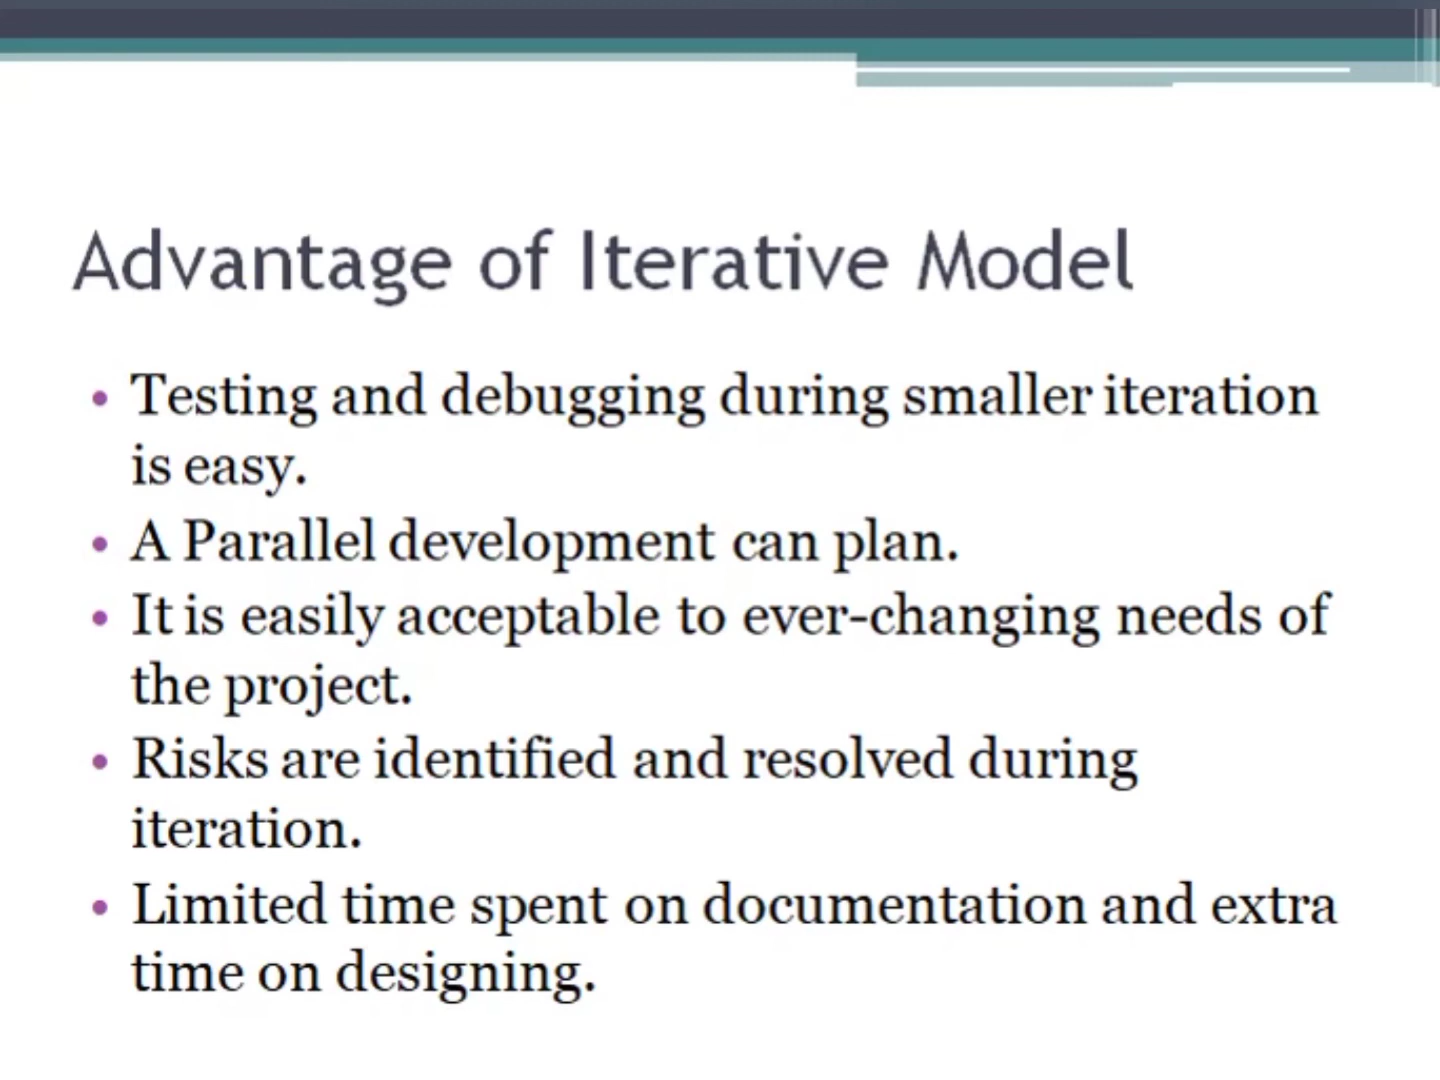 Advantage of Iterative Model
• Testing and debugging during smaller iteration
is easy.
• A Parallel development can plan.
• It is easily acceptable to ever-changing needs of
the project.
• Risks are identified and resolved during
iteration.
• Limited time spent on documentation and extra
time on designing.